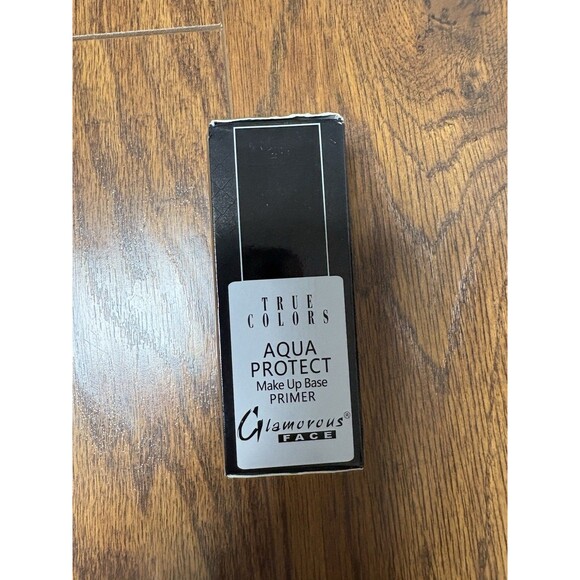 TRUE
COLORS
AQUA
PROTECT
Make Up Base
PRIMER
Glamorous®
FACE